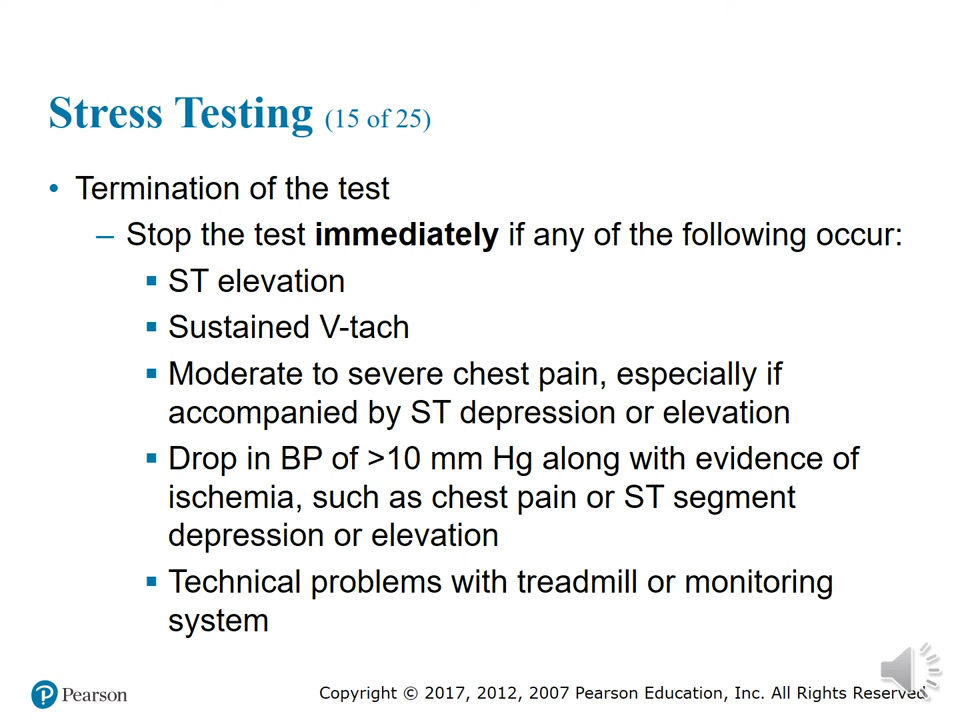 Stress Testing (15 of 25)
• Termination of the test
– Stop the test immediately if any of the following occur:
▪ ST elevation
▪ Sustained V-tach
▪ Moderate to severe chest pain, especially if
accompanied by ST depression or elevation
▪ Drop in BP of >10 mm Hg along with evidence of
ischemia, such as chest pain or ST segment
depression or elevation
▪ Technical problems with treadmill or monitoring
system
Pearson
Copyright © 2017, 2012, 2007 Pearson Education, Inc. All Rights Reserved